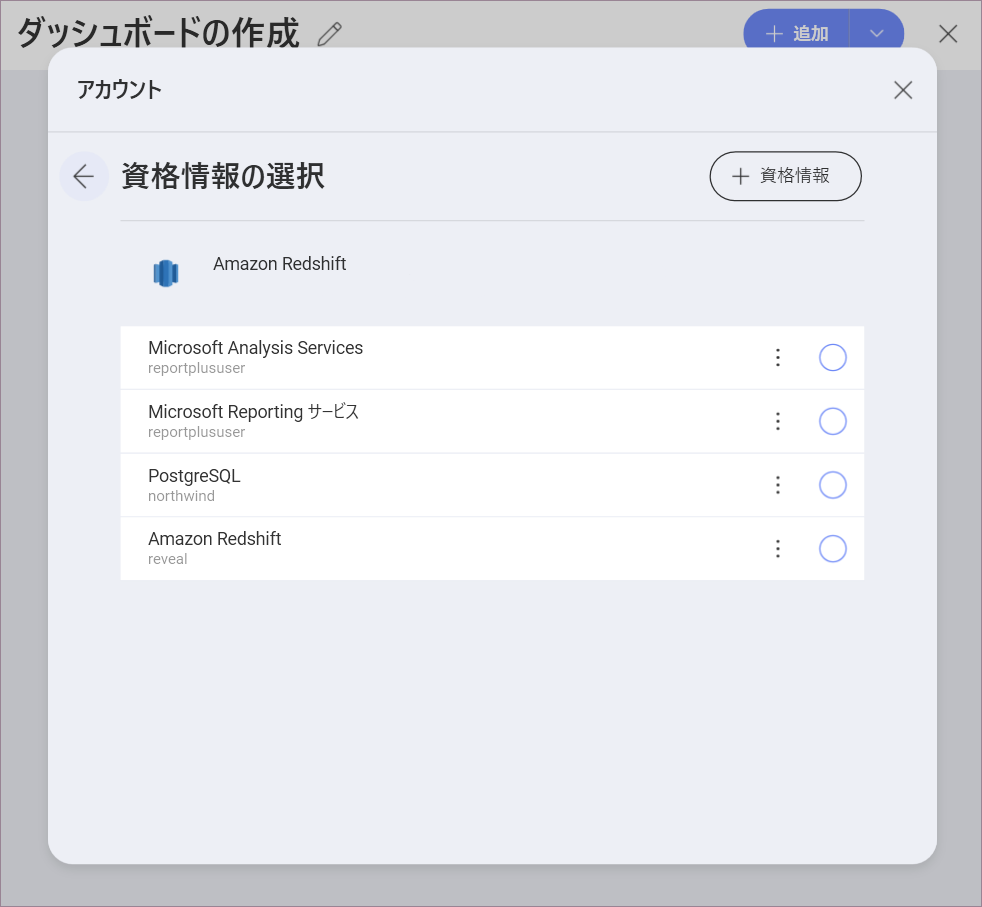 ダッシュボードの作成
追加
アカウント
資格情報の選択
資格情報
Amazon Redshift
Microsoft Analysis Services
reportplususer
Microsoft Reporting サービス
reportplususer
PostgreSQL
northwind
Amazon Redshift
reveal